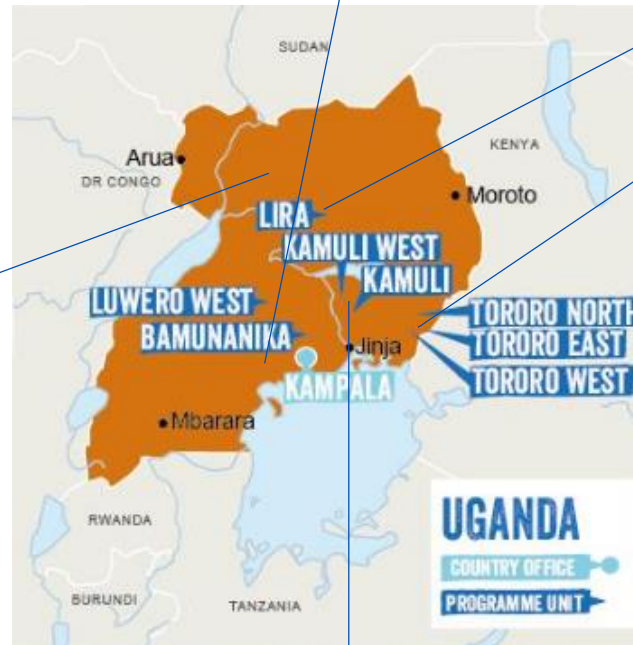 SUDAN
KENYA
Arua
DR CONGO
Moroto
LIRA
KAMULI WEST
KAMULI
LUWERO WEST
TORORO NORTH
BAMUNANIKA
TORORO EAST
Jinja
TORORO WEST
KAMPALA
Mbarara
UGANDA
RWANDA
COUNTRY OFFICE
BURUNDI
PROGRAMME UNIT
TANZANIA